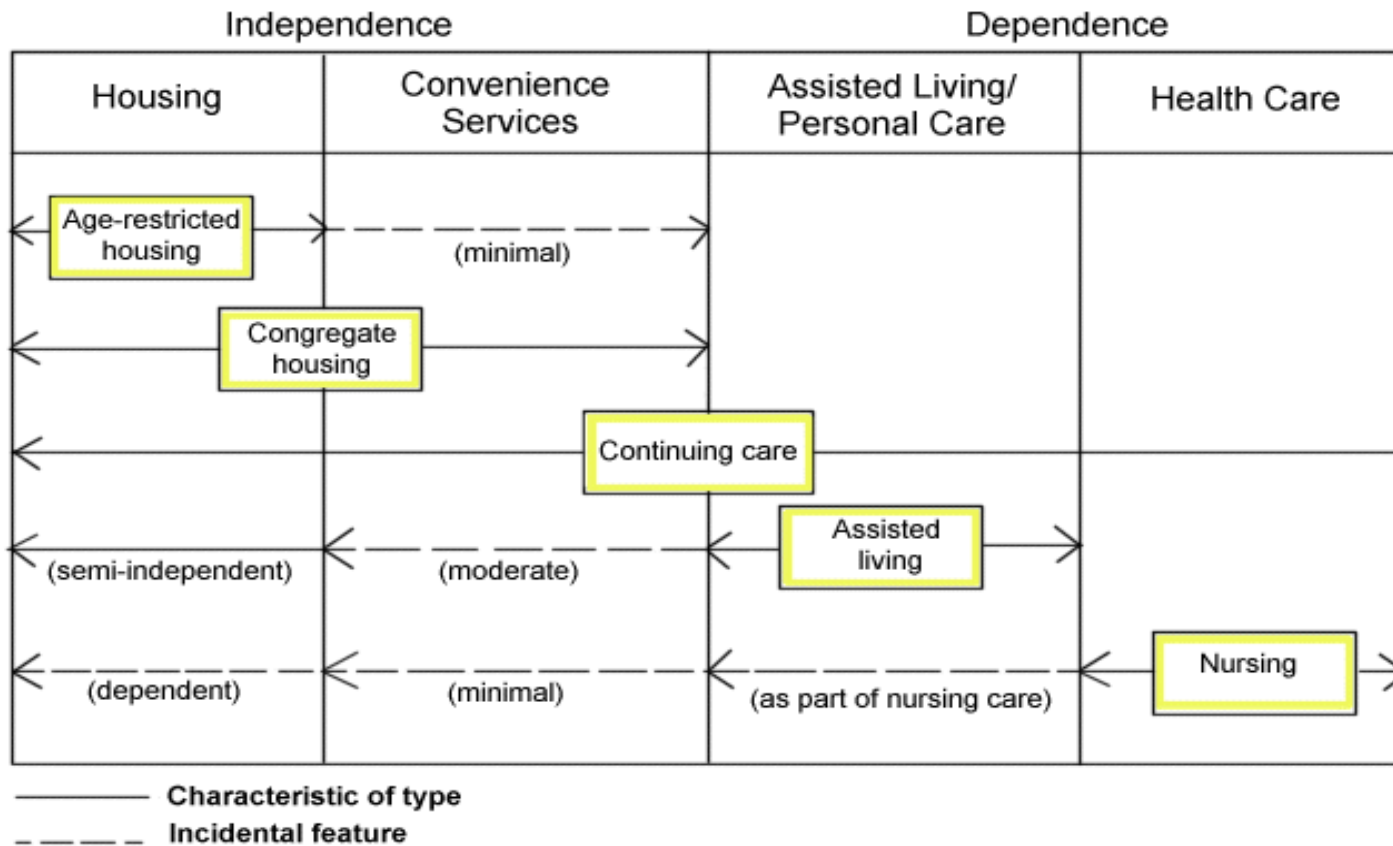 Independence
Dependence
Housing
Convenience
Services
Assisted Living/
Personal Care
Health Care
Age-restricted
housing
(minimal)
Congregate
housing
Continuing care
Assisted
living
(semi-independent)
(moderate)
Nursing
(dependent)
(minimal)
(as part of nursing care)
Characteristic of type
Incidental feature